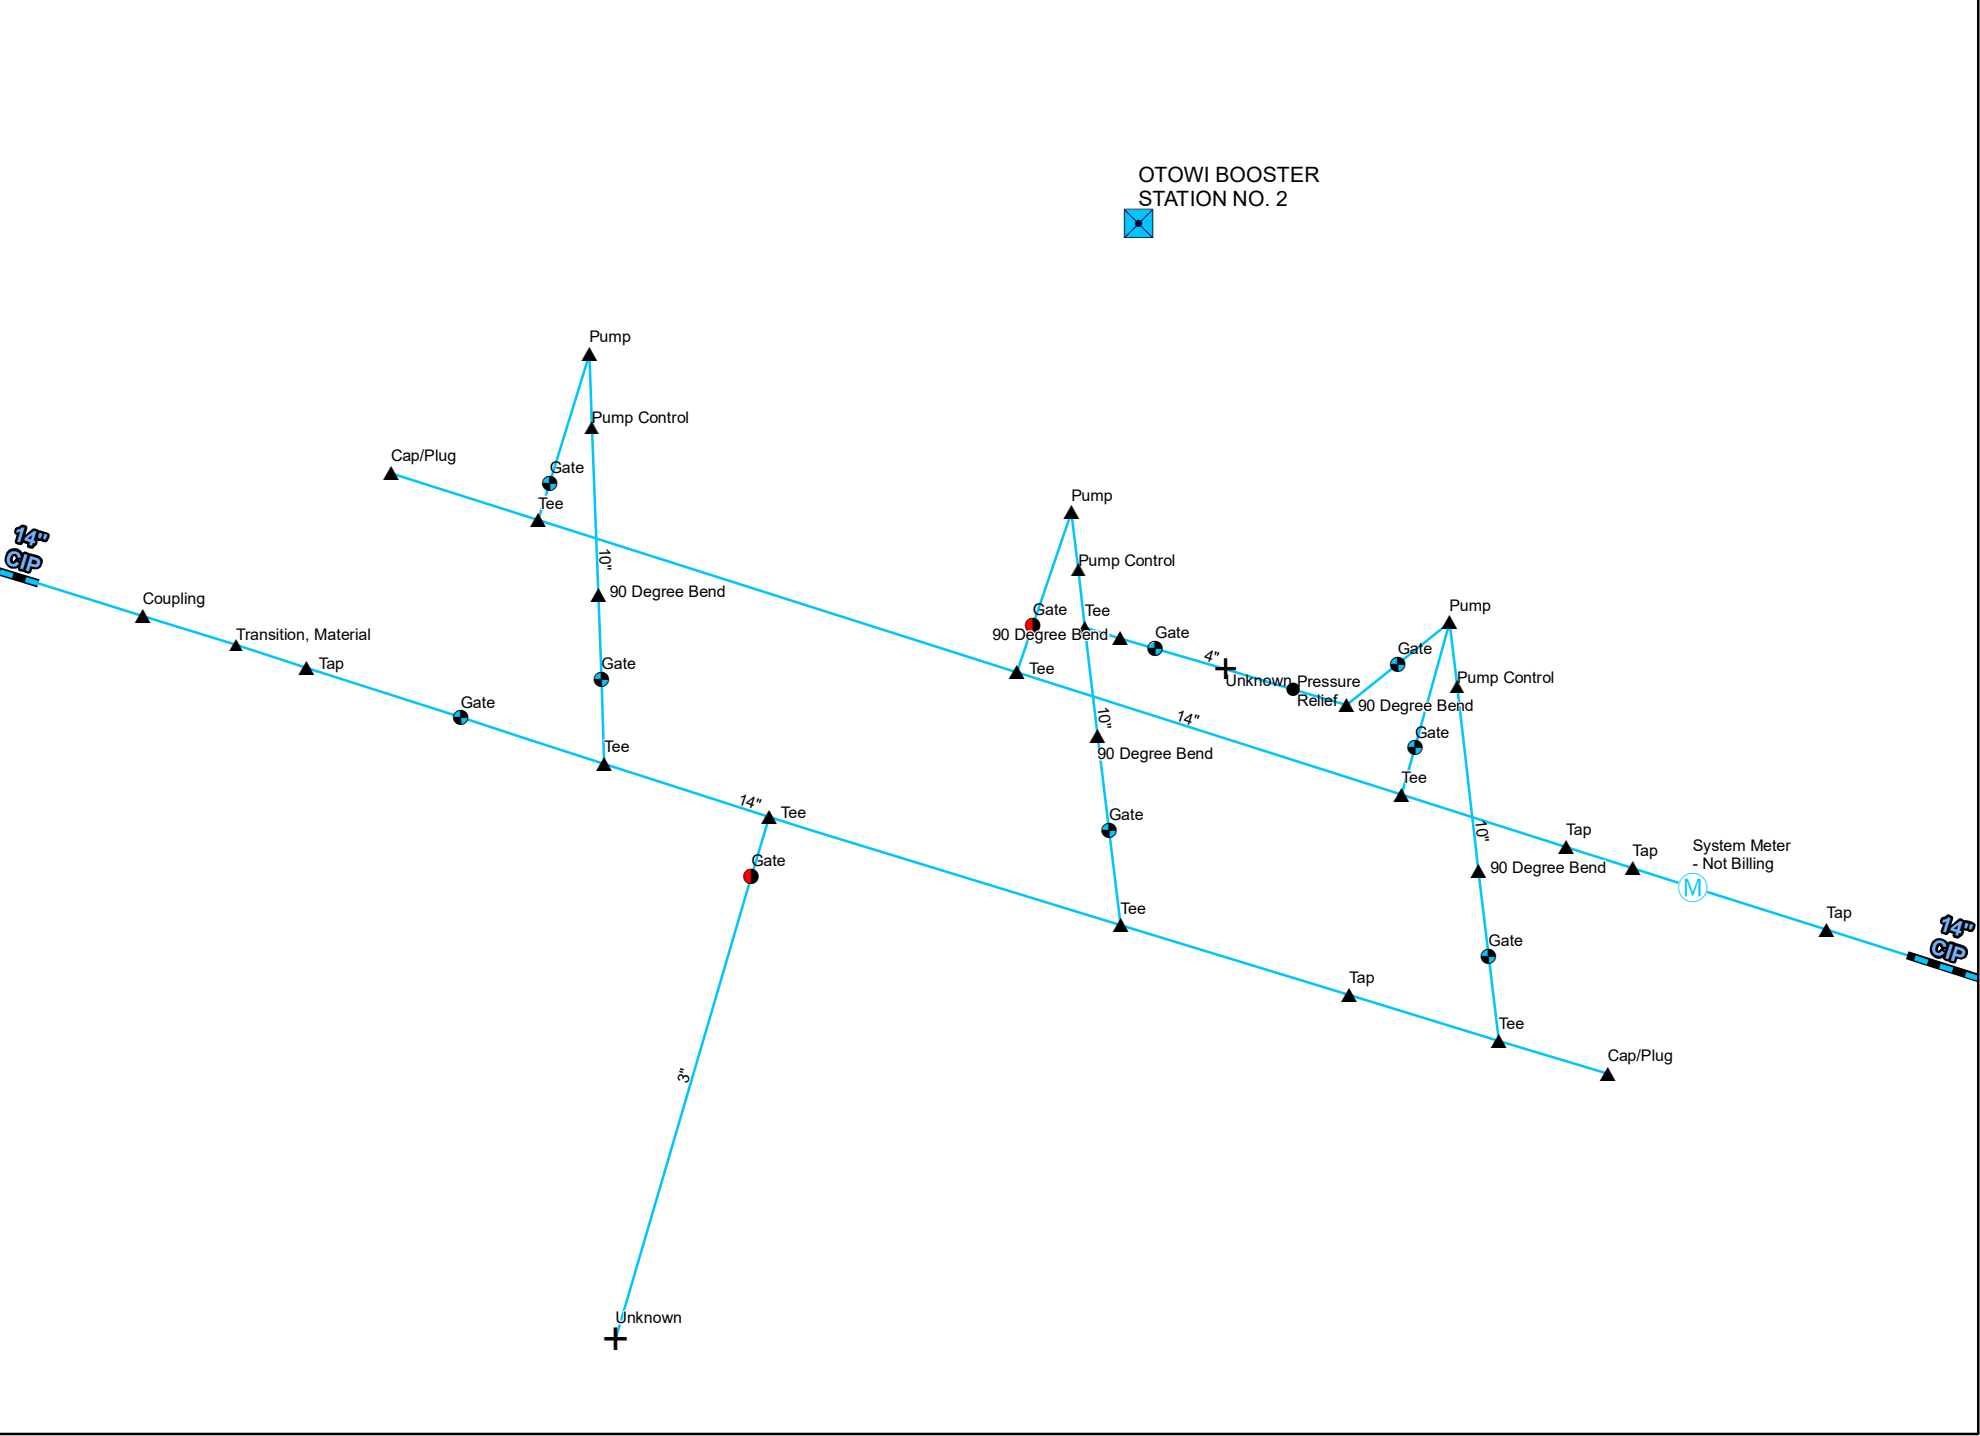 OTOWI BOOSTER
STATION NO. 2
Pump
Pump Control
Cap/Plug
Gate
Tee
Pump
14"
CIP
10"
Pump Control
90 Degree Bend
Coupling
Gate
Tee
Pump
Transition, Material
90 Degree Bend
Gate
Tap
Gate
Tee
4"
Gate
Unknown
Pressure
Relief
Pump Control
90 Degree Bend
Gate
10"
14"
Gate
Tee
90 Degree Bend
Tee
14"
Tee
Gate
10"
Tap
System Meter
- Not Billing
M
Tap
Gate
90 Degree Bend
Tee
Tap
14"
CIP
Gate
Tap
Tee
Cap/Plug
3"
Unknown